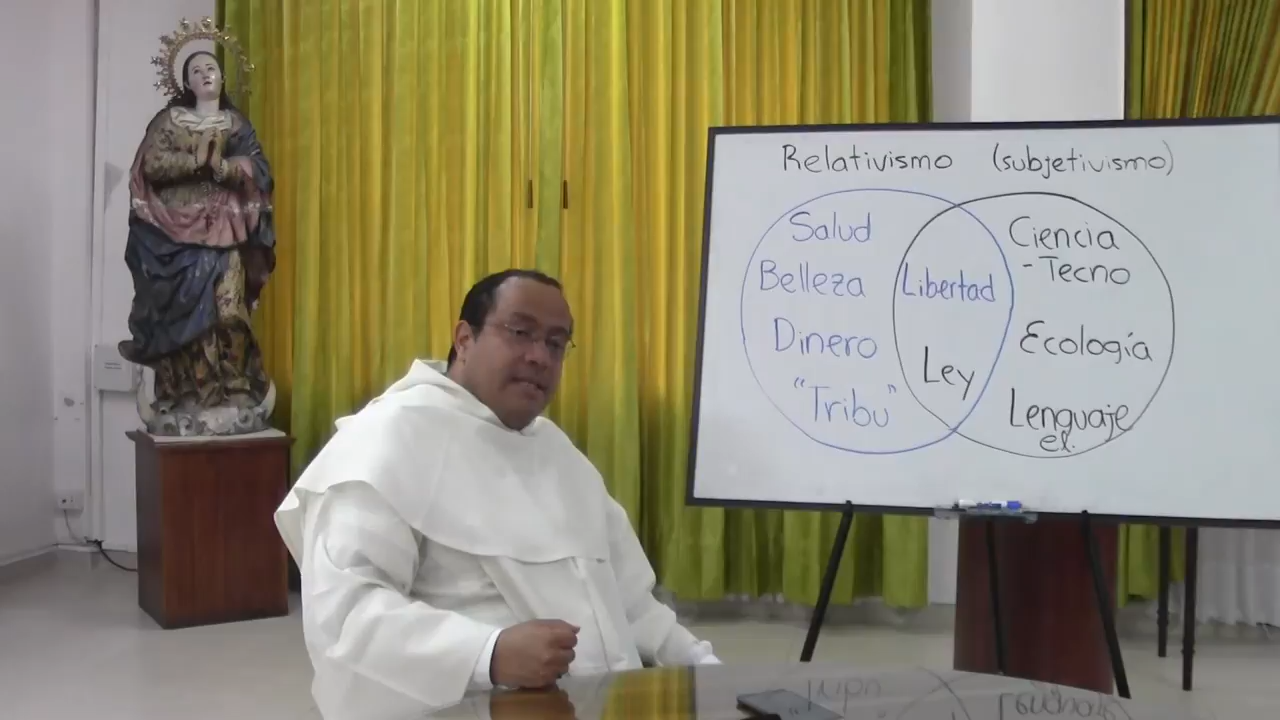 Relativismo (subjetivismo)
Salud
Belleza
Dinero
"Tribu"
Libertad
Ley
Ciencia
-Tecno
Ecología
Lenguaje
el.